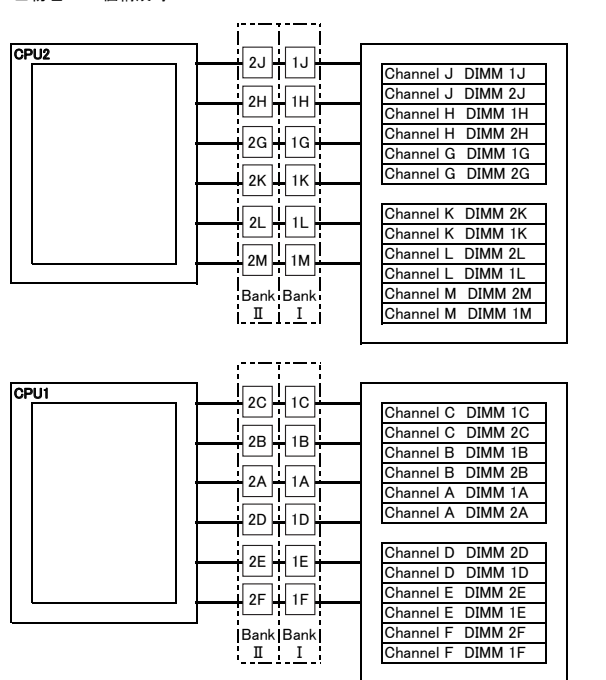 CPU2
2J 1J
2H 1H
2G 1G
2K 1K
2L 1L
2M 1M
Bank Bank
Ⅱ Ⅰ
Channel J DIMM 1J
Channel J DIMM 2J
Channel H DIMM 1H
Channel H DIMM 2H
Channel G DIMM 1G
Channel G DIMM 2G
Channel K DIMM 2K
Channel K DIMM 1K
Channel L DIMM 2L
Channel L DIMM 1L
Channel M DIMM 2M
Channel M DIMM 1M
CPU1
2C 1C
2B 1B
2A 1A
2D 1D
2E 1E
2F 1F
Bank Bank
Ⅱ Ⅰ
Channel C DIMM 1C
Channel C DIMM 2C
Channel B DIMM 1B
Channel B DIMM 2B
Channel A DIMM 1A
Channel A DIMM 2A
Channel D DIMM 2D
Channel D DIMM 1D
Channel E DIMM 2E
Channel E DIMM 1E
Channel F DIMM 2F
Channel F DIMM 1F